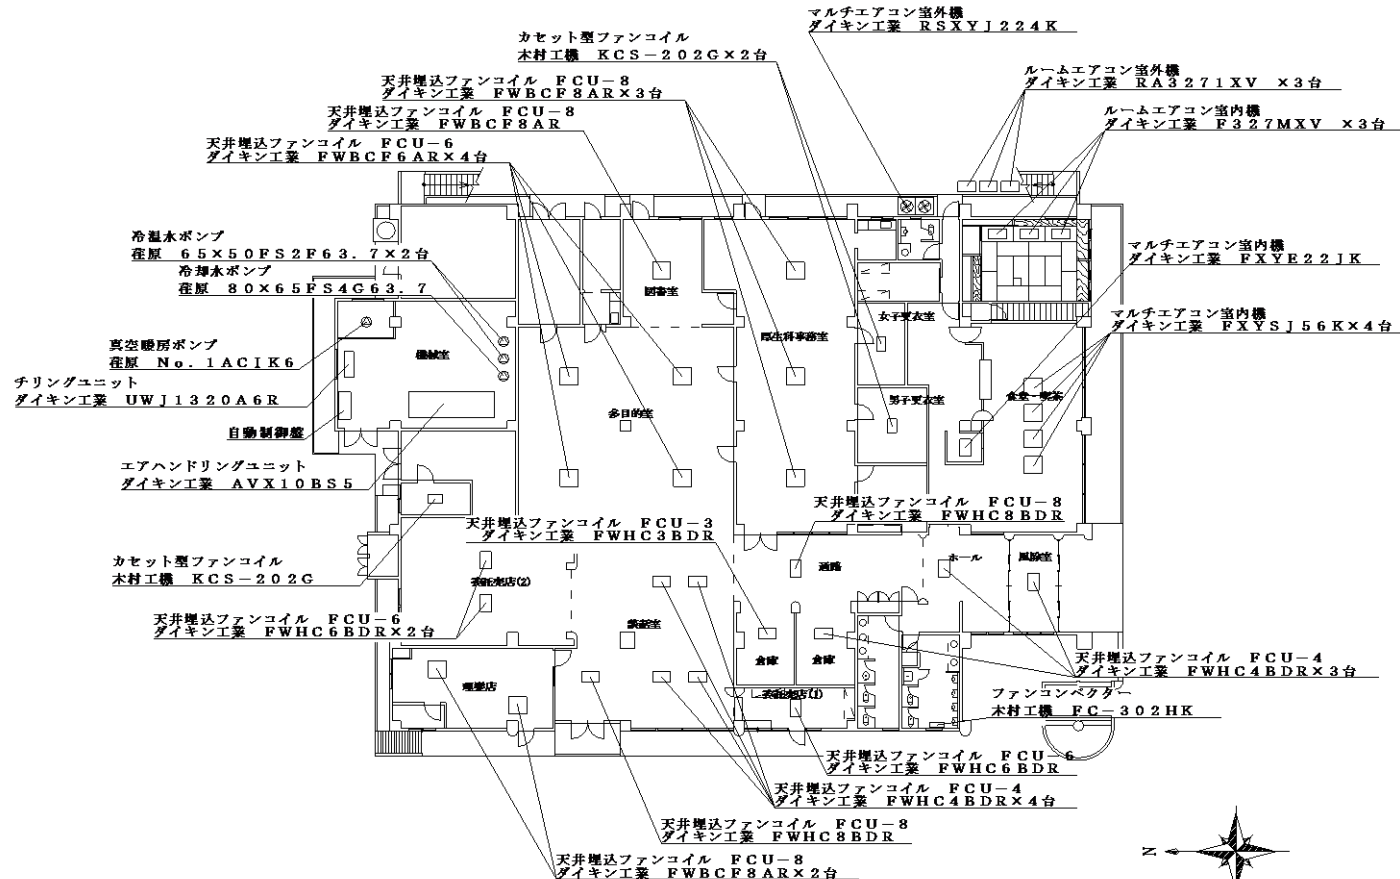 マルチエアコン室外機
ダイキン工業　RSXYJ224K
カセット型ファンコイル
木村工機　KCS-202G×2台
ルームエアコン室外機
ダイキン工業　RA3271XV　×3台
天井埋込ファンコイル　FCU-8
ダイキン工業　FWBCF8AR×3台
天井埋込ファンコイル　FCU-8
ダイキン工業　FWBCF8AR
ルームエアコン室内機
ダイキン工業　F327MXV　×3台
天井埋込ファンコイル　FCU-6
ダイキン工業　FWBCF6AR×4台
冷温水ポンプ
荏原　65×50FS2F63.7×2台
冷却水ポンプ
荏原　80×65FS4G63.7
マルチエアコン室内機
ダイキン工業　FXYE22JK
マルチエアコン室内機
ダイキン工業　FXYSJ56K×4台
図書室
女子更衣室
厚生科事務室
機械室
真空暖房ポンプ
荏原　No.1ACIK6
チリングユニット
ダイキン工業　UWJ1320A6R
食堂・喫茶
男子更衣室
多目的室
自動制御盤
エアハンドリングユニット
ダイキン工業　AVX10BS5
天井埋込ファンコイル　FCU-8
ダイキン工業　FWHC8BDR
天井埋込ファンコイル　FCU-3
ダイキン工業　FWHC3BDR
カセット型ファンコイル
木村工機　KCS-202G
ホール
風除室
通路
委託売店(2)
天井埋込ファンコイル　FCU-6
ダイキン工業　FWHC6BDR×2台
談話室
倉庫
倉庫
天井埋込ファンコイル　FCU-4
ダイキン工業　FWHC4BDR×3台
理髪店
委託売店(1)
ファンコンベクター
木村工機　FC-302HK
天井埋込ファンコイル　FCU-6
ダイキン工業　FWHC6BDR
天井埋込ファンコイル　FCU-4
ダイキン工業　FWHC4BDR×4台
天井埋込ファンコイル　FCU-8
ダイキン工業　FWHC8BDR
天井埋込ファンコイル　FCU-8
ダイキン工業　FWBCF8AR×2台
N